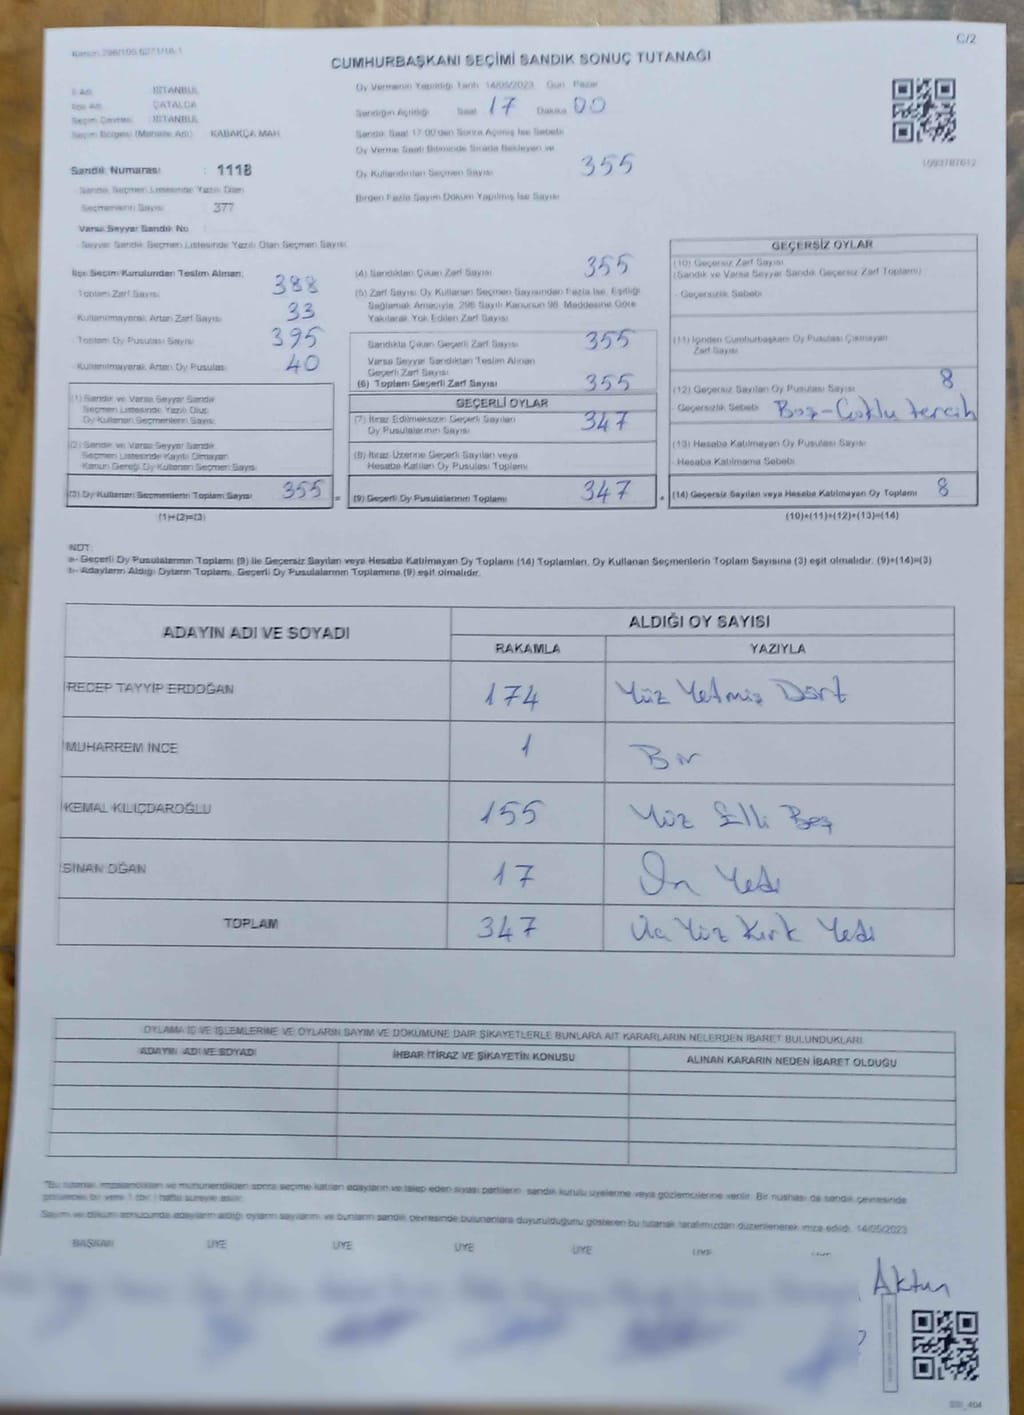 Kanun 298/105 6271/18-1
C/2
CUMHURBAŞKANI SEÇİMİ SANDIK SONUÇ TUTANAĞI
İl Adı : İSTANBUL
İlçe Adı : ÇATALCA
Seçim Çevresi : İSTANBUL
Seçim Bölgesi (Mahalle Adı) : KABAKÇA MAH.
Sandık Numarası : 1118
Sandık Seçmen Listesinde Yazılı Olan
Seçmenlerin Sayısı : 377
Varsa Seyyar Sandık No
Seyyar Sandık Seçmen Listesinde Yazılı Olan Seçmen Sayısı
Oy Vermenin Yapıldığı Tarih 14/05/2023 Gün Pazar
Sandığın Açıldığı Saat 17 Dakika 00
Sandık Saat 17:00'den Sonra Açılmış İse Sebebi
Oy Verme Saati Bitiminde Sırada Bekleyen ve
Oy Kullandırılan Seçmen Sayısı 355
Birden Fazla Sayım Döküm Yapılmış İse Sayısı
1093787612
İlçe Seçim Kurulundan Teslim Alınan:
Toplam Zarf Sayısı 388
Kullanılmayarak Artan Zarf Sayısı 33
Toplam Oy Pusulası Sayısı 395
Kullanılmayarak Artan Oy Pusulası 40
(1) Sandık ve Varsa Seyyar Sandık
Seçmen Listesinde Yazılı Olup
Oy Kullanan Seçmenlerin Sayısı
(2) Sandık ve Varsa Seyyar Sandık
Seçmen Listesinde Kayıtlı Olmayan
Kanun Gereği Oy Kullanan Seçmen Sayısı
(3) Oy Kullanan Seçmenlerin Toplam Sayısı 355 =
(1)+(2)=(3)
(4) Sandıktan Çıkan Zarf Sayısı 355
(5) Zarf Sayısı Oy Kullanan Seçmen Sayısından Fazla İse, Eşitliği
Sağlamak Amacıyla 298 Sayılı Kanunun 98. Maddesine Göre
Yakılarak Yok Edilen Zarf Sayısı
Sandıkta Çıkan Geçerli Zarf Sayısı 355
Varsa Seyyar Sandıktan Teslim Alınan
Geçerli Zarf Sayısı
(6) Toplam Geçerli Zarf Sayısı 355
GEÇERLİ OYLAR
(7) İtiraz Edilmeksizin Geçerli Sayılan
Oy Pusulalarının Sayısı 347
(8) İtiraz Üzerine Geçerli Sayılan veya
Hesaba Katılan Oy Pusulası Toplamı
(9) Geçerli Oy Pusulalarının Toplamı 347 +
GEÇERSİZ OYLAR
(10) Geçersiz Zarf Sayısı
(Sandık ve Varsa Seyyar Sandık Geçersiz Zarf Toplamı)
- Geçersizlik Sebebi
(11) İçinden Cumhurbaşkanı Oy Pusulası Çıkmayan
Zarf Sayısı
(12) Geçersiz Sayılan Oy Pusulası Sayısı 8
- Geçersizlik Sebebi Boş-Çoklu tercih
(13) Hesaba Katılmayan Oy Pusulası Sayısı
- Hesaba Katılmama Sebebi
(14) Geçersiz Sayılan veya Hesaba Katılmayan Oy Toplamı 8
(10)+(11)+(12)+(13)=(14)
NOT:
a- Geçerli Oy Pusulalarının Toplamı (9) ile Geçersiz Sayılan veya Hesaba Katılmayan Oy Toplamı (14) Toplamları, Oy Kullanan Seçmenlerin Toplam Sayısına (3) eşit olmalıdır. (9)+(14)=(3)
b- Adayların Aldığı Oyların Toplamı, Geçerli Oy Pusulalarının Toplamına (9) eşit olmalıdır.
ADAYIN ADI VE SOYADI
ALDIĞI OY SAYISI
RAKAMLA YAZIYLA
RECEP TAYYİP ERDOĞAN 174 Yüz Yetmiş Dört
MUHARREM İNCE 1 Bir
KEMAL KILIÇDAROĞLU 155 Yüz Elli Beş
SİNAN OĞAN 17 On Yedi
TOPLAM 347 Üç Yüz Kırk Yedi
OYLAMA İŞ VE İŞLEMLERİNE VE OYLARIN SAYIM VE DÖKÜMÜNE DAİR ŞİKAYETLERLE BUNLARA AİT KARARLARIN NELERDEN İBARET BULUNDUKLARI
ADAYIN ADI VE SOYADI İHBAR İTİRAZ VE ŞİKAYETİN KONUSU ALINAN KARARIN NEDEN İBARET OLDUĞU
*Bu tutanak imzalandıktan ve mühürlendikten sonra seçime katılan adayların ve talep eden siyasi partilerin sandık kurulu üyelerine veya gözlemcilerine verilir. Bir nüshası da sandık çevresinde
görülecek bir yere 1 (bir) hafta süreyle asılır.
Sayım ve döküm sonucunda adayların aldığı oyların sayılarını ve bunların sandık çevresinde bulunanlara duyurulduğunu gösteren bu tutanak tarafımızdan düzenlenerek imza edildi. 14/05/2023
BAŞKAN ÜYE ÜYE ÜYE ÜYE ÜYE
Aktun